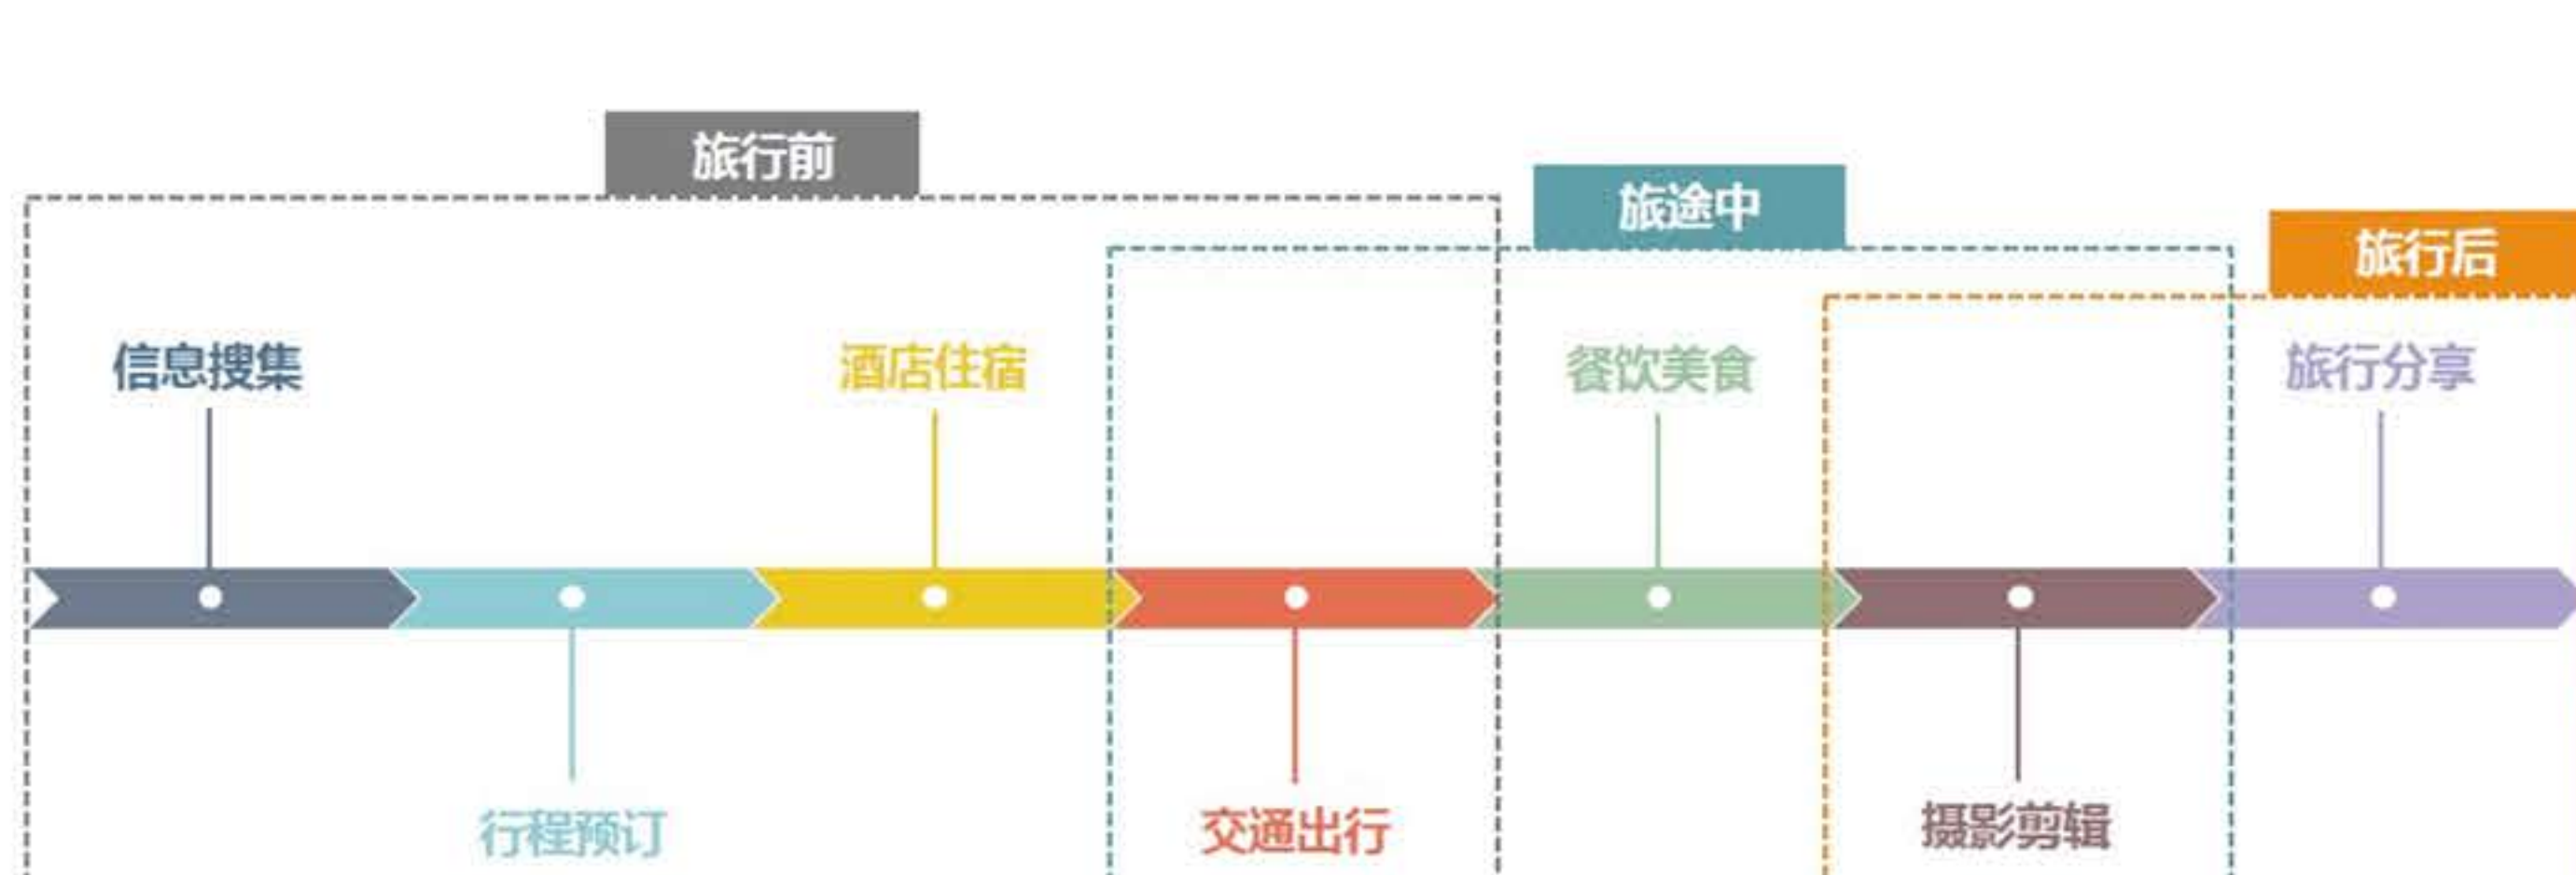 旅行前
旅途中
旅行后
信息搜集
酒店住宿
餐饮美食
旅行分享
行程预订
交通出行
摄影剪辑